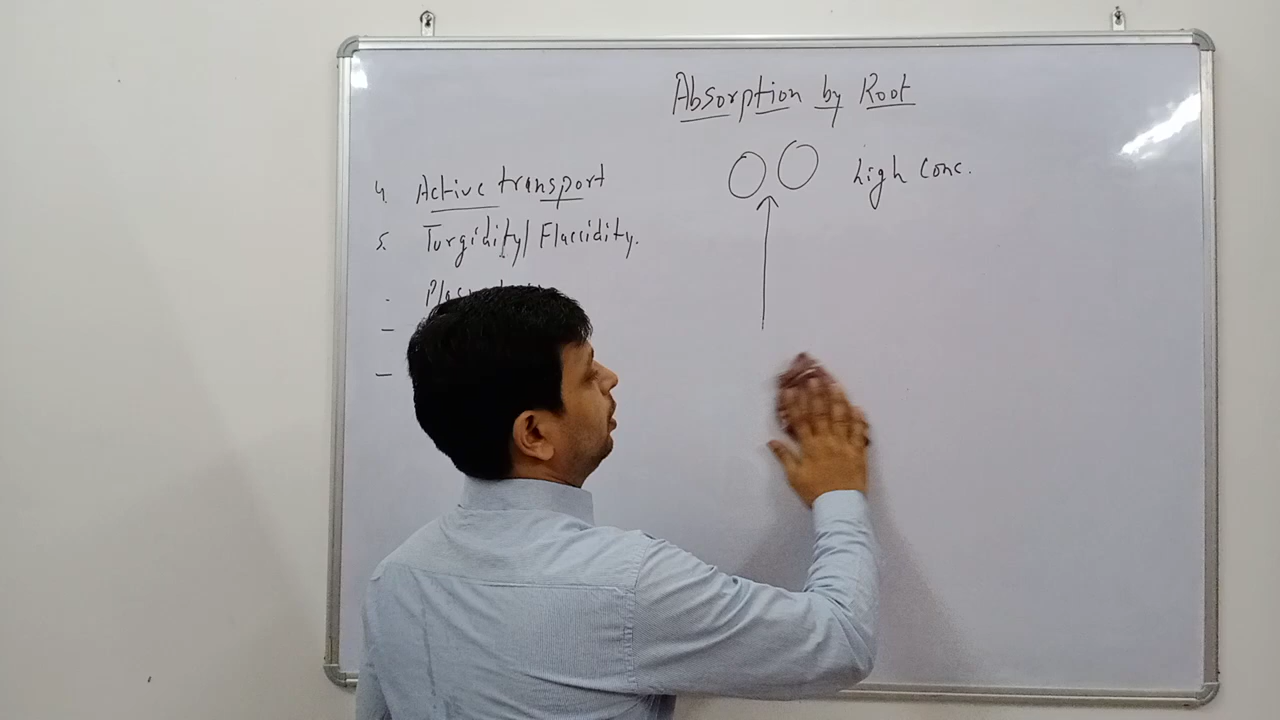 Absorption by Root
high conc.
4. Active transport
5. Turgidity/Flaccidity.